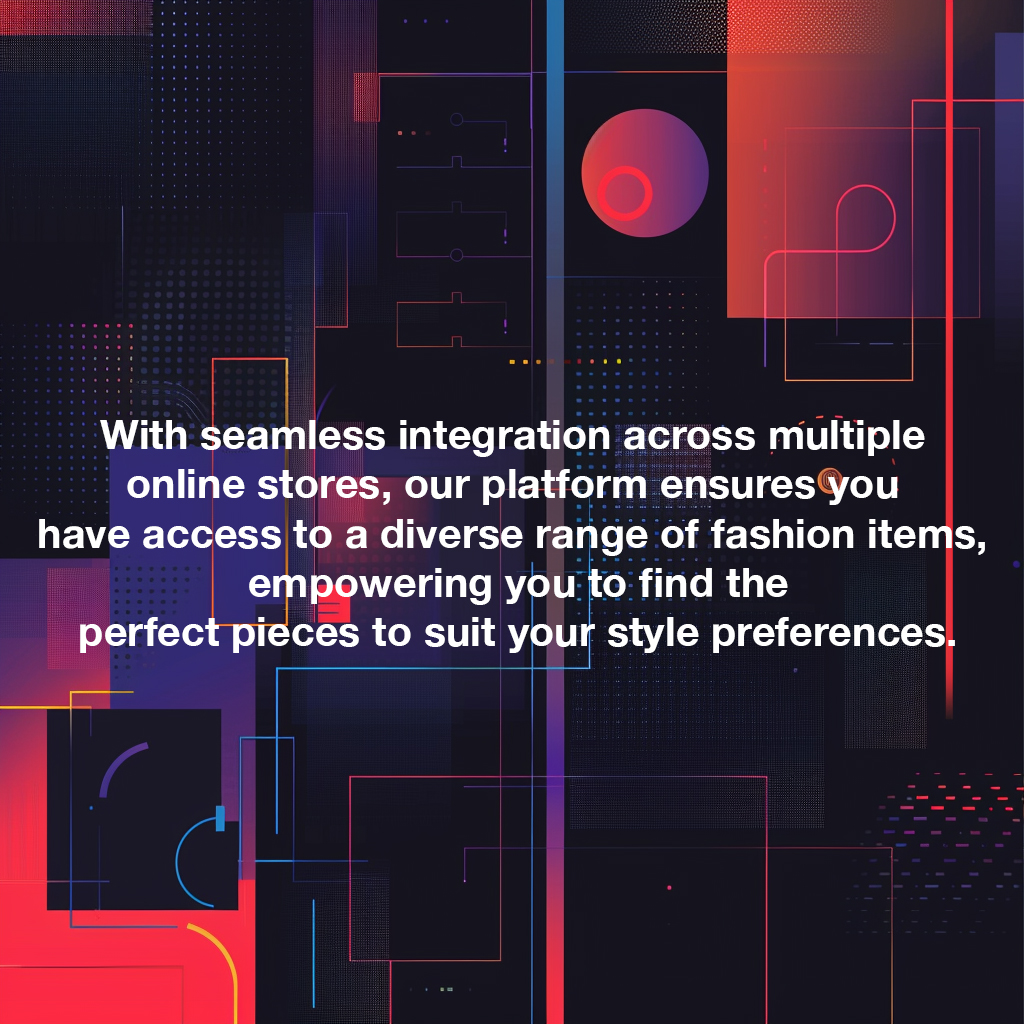 With seamless integration across multiple
online stores, our platform ensures you
have access to a diverse range of fashion items,
empowering you to find the
perfect pieces to suit your style preferences.